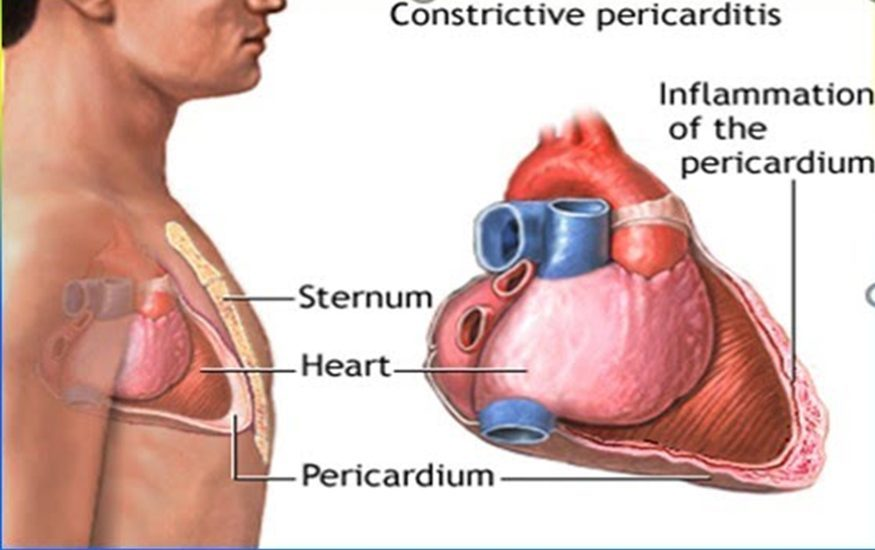 Constrictive pericarditis
Inflammation
of the
pericardium
Sternum
Heart
Pericardium